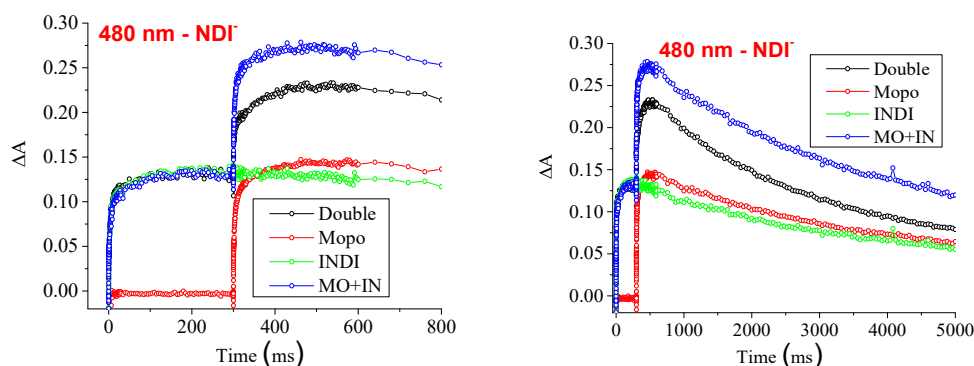 480 nm - NDI⁻
ΔA
0.30
0.25
0.20
0.15
0.10
0.05
0.00
0 200 400 600 800
Time (ms)
Double
Mopo
INDI
MO+IN
480 nm - NDI⁻
ΔA
0.30
0.25
0.20
0.15
0.10
0.05
0.00
0 1000 2000 3000 4000 5000
Time (ms)
Double
Mopo
INDI
MO+IN